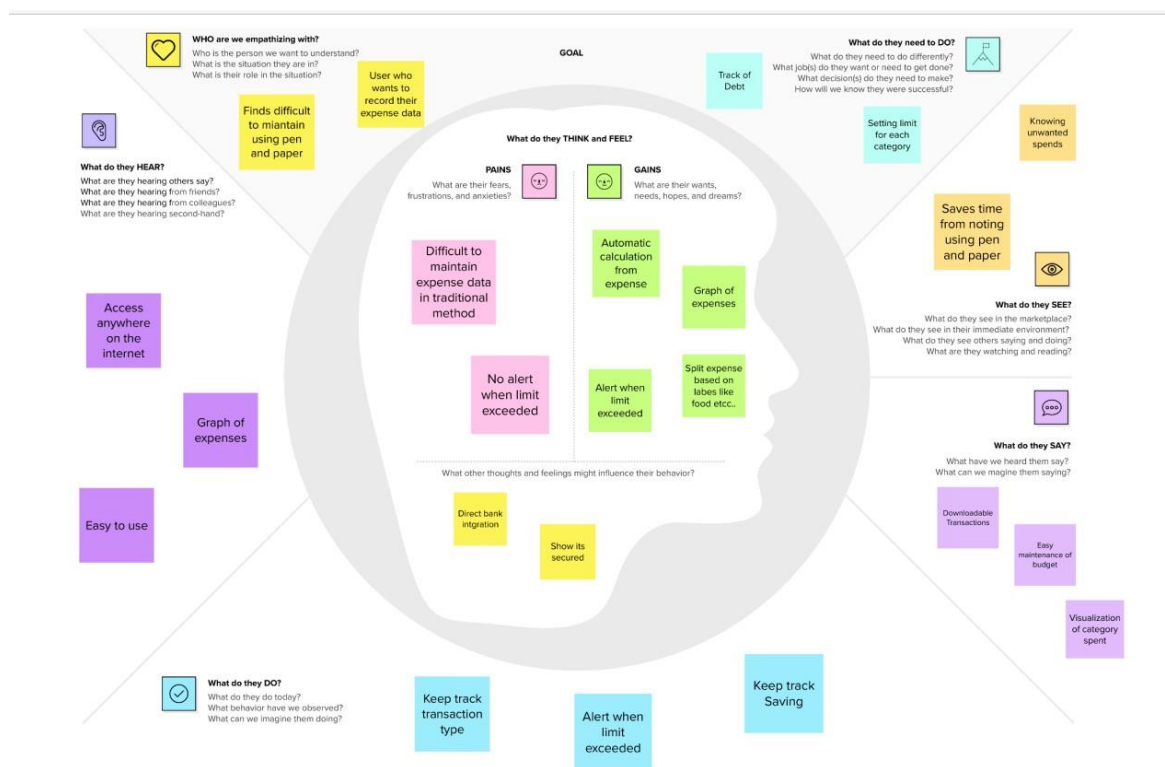 WHO are we empathizing with?
Who is the person we want to understand?
What is the situation they are in?
What is their role in the situation?
User who
wants to
record their
expense data
Finds difficult
to miantain
using pen
and paper
GOAL
What do they need to DO?
What do they need to do differently?
What job(s) do they want or need to get done?
What decision(s) do they need to make?
How will we know they were successful?
Track of
Debt
Setting limit
for each
category
Knowing
unwanted
spends
Saves time
from noting
using pen
and paper
What do they SEE?
What do they see in the marketplace?
What do they see in their immediate environment?
What do they see others saying and doing?
What are they watching and reading?
What do they HEAR?
What are they hearing others say?
What are they hearing from friends?
What are they hearing from colleagues?
What are they hearing second-hand?
Access
anywhere
on the
internet
Graph of
expenses
Easy to use
What do they THINK and FEEL?
PAINS
What are their fears,
frustrations, and anxieties?
Difficult to
maintain
expense data
in traditional
method
No alert
when limit
exceeded
GAINS
What are their wants,
needs, hopes, and dreams?
Automatic
calculation
from
expense
Graph of
expenses
Alert when
limit
exceeded
Split expense
based on
labes like
food etcc..
What other thoughts and feelings might influence their behavior?
Direct bank
intgration
Show its
secured
What do they SAY?
What have we heard them say?
What can we magine them saying?
Downloadable
Transactions
Easy
maintenance of
budget
Visualization
of category
spent
What do they DO?
What do they do today?
What behavior have we observed?
What can we imagine them doing?
Keep track
transaction
type
Alert when
limit
exceeded
Keep track
Saving